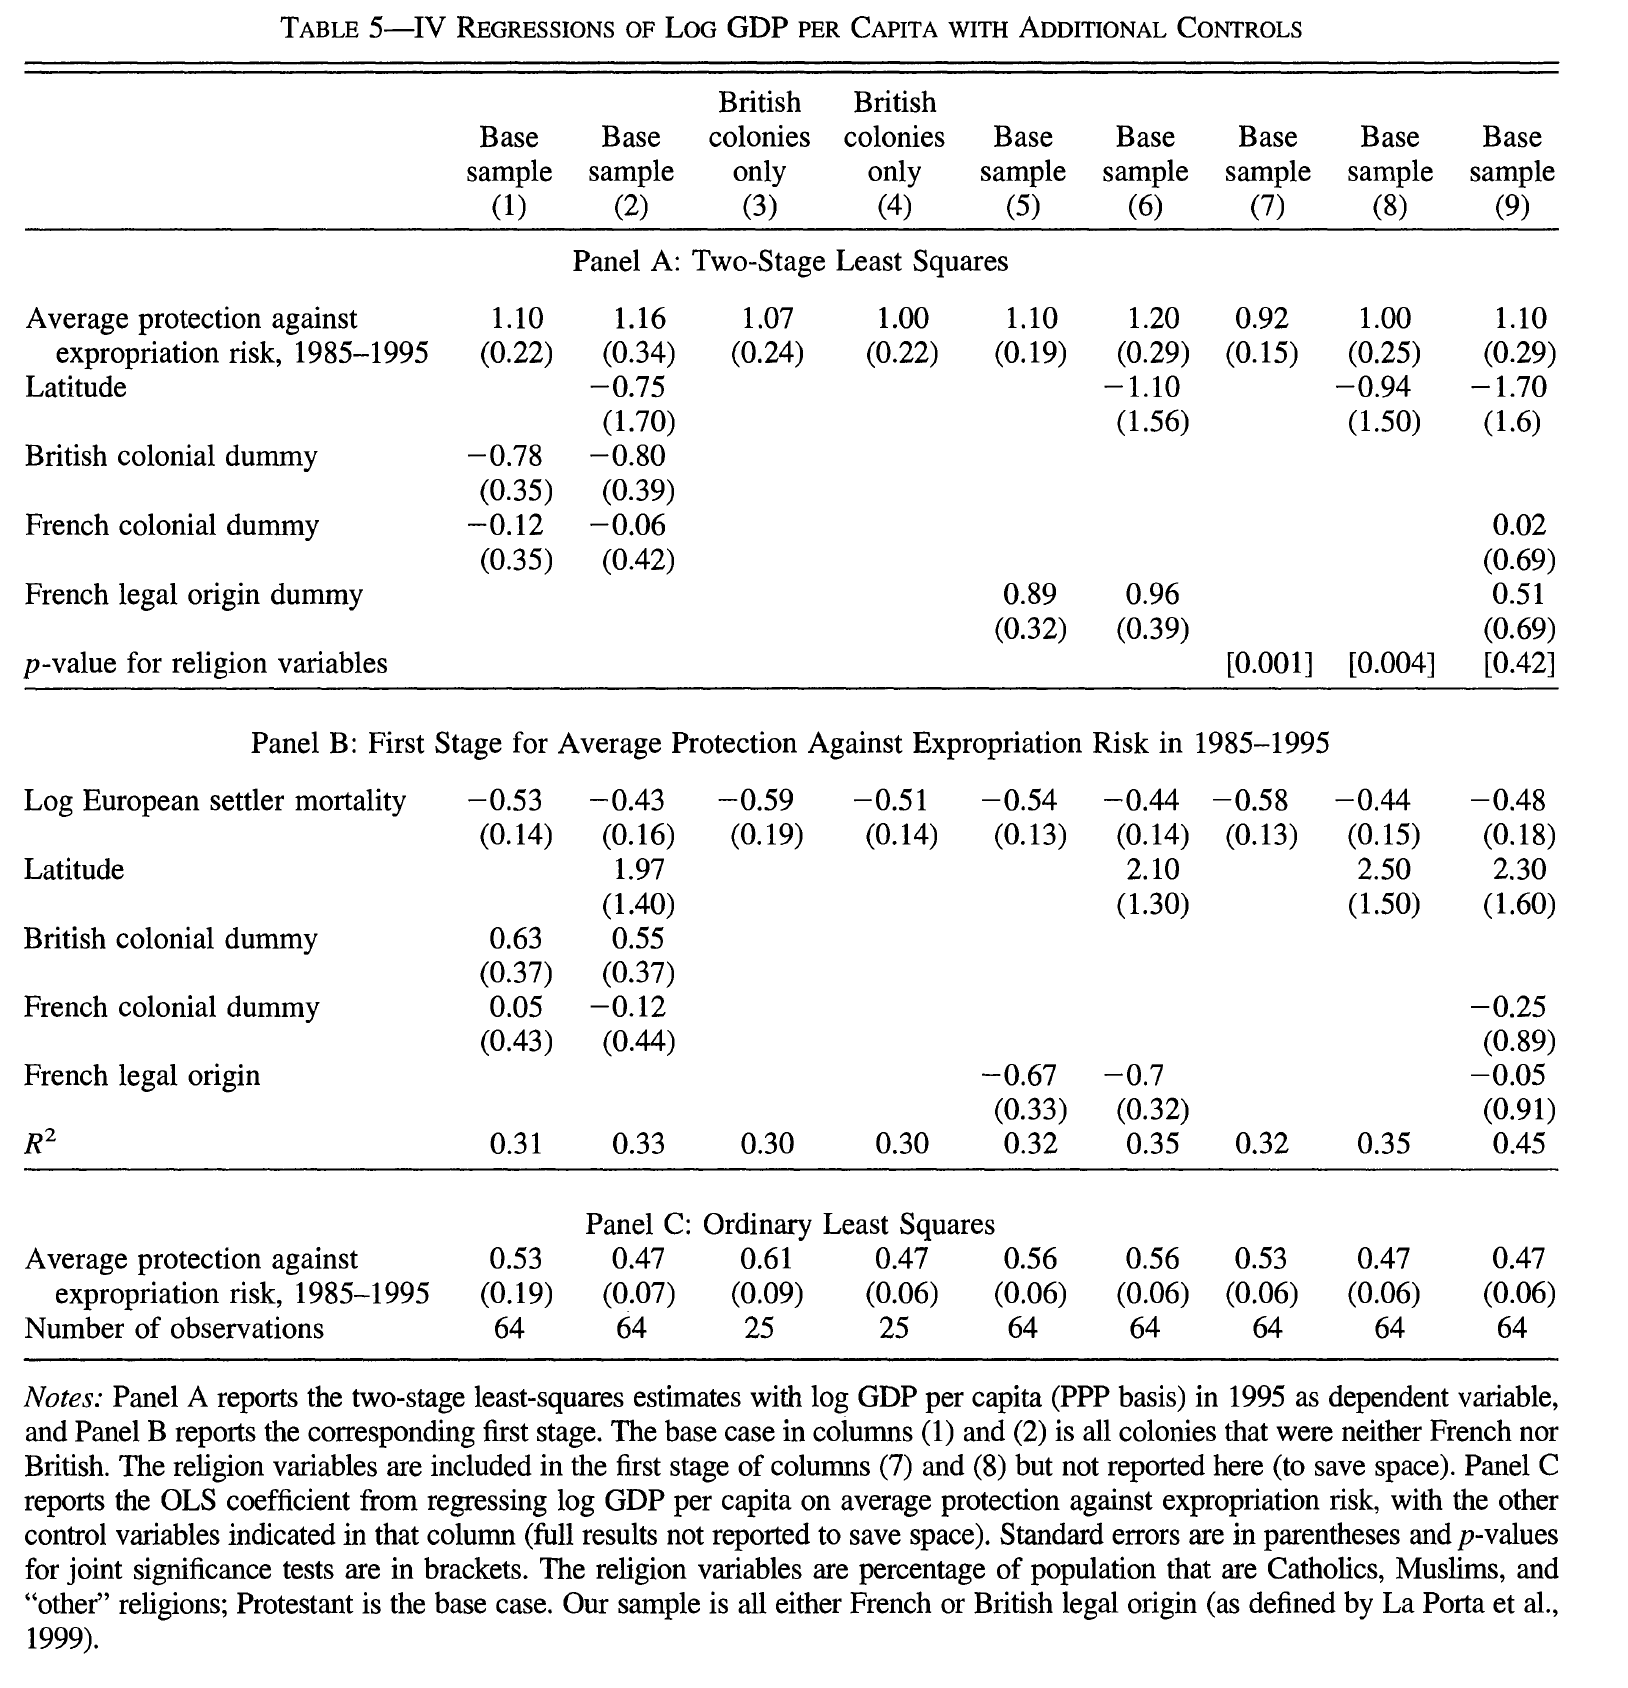 TABLE 5—IV REGRESSIONS OF LOG GDP PER CAPITA WITH ADDITIONAL CONTROLS
British British
Base Base colonies colonies Base Base Base Base Base
sample sample only only sample sample sample sample sample
(1) (2) (3) (4) (5) (6) (7) (8) (9)
Panel A: Two-Stage Least Squares
Average protection against 1.10 1.16 1.07 1.00 1.10 1.20 0.92 1.00 1.10
expropriation risk, 1985–1995 (0.22) (0.34) (0.24) (0.22) (0.19) (0.29) (0.15) (0.25) (0.29)
Latitude −0.75 −1.10 −0.94 −1.70
(1.70) (1.56) (1.50) (1.6)
British colonial dummy −0.78 −0.80
(0.35) (0.39)
French colonial dummy −0.12 −0.06 0.02
(0.35) (0.42) (0.69)
French legal origin dummy 0.89 0.96 0.51
(0.32) (0.39) (0.69)
p-value for religion variables [0.001] [0.004] [0.42]
Panel B: First Stage for Average Protection Against Expropriation Risk in 1985–1995
Log European settler mortality −0.53 −0.43 −0.59 −0.51 −0.54 −0.44 −0.58 −0.44 −0.48
(0.14) (0.16) (0.19) (0.14) (0.13) (0.14) (0.13) (0.15) (0.18)
Latitude 1.97 2.10 2.50 2.30
(1.40) (1.30) (1.50) (1.60)
British colonial dummy 0.63 0.55
(0.37) (0.37)
French colonial dummy 0.05 −0.12 −0.25
(0.43) (0.44) (0.89)
French legal origin −0.67 −0.7 −0.05
(0.33) (0.32) (0.91)
R² 0.31 0.33 0.30 0.30 0.32 0.35 0.32 0.35 0.45
Panel C: Ordinary Least Squares
Average protection against 0.53 0.47 0.61 0.47 0.56 0.56 0.53 0.47 0.47
expropriation risk, 1985–1995 (0.19) (0.07) (0.09) (0.06) (0.06) (0.06) (0.06) (0.06) (0.06)
Number of observations 64 64 25 25 64 64 64 64 64
Notes: Panel A reports the two-stage least-squares estimates with log GDP per capita (PPP basis) in 1995 as dependent variable,
and Panel B reports the corresponding first stage. The base case in columns (1) and (2) is all colonies that were neither French nor
British. The religion variables are included in the first stage of columns (7) and (8) but not reported here (to save space). Panel C
reports the OLS coefficient from regressing log GDP per capita on average protection against expropriation risk, with the other
control variables indicated in that column (full results not reported to save space). Standard errors are in parentheses and p-values
for joint significance tests are in brackets. The religion variables are percentage of population that are Catholics, Muslims, and
“other” religions; Protestant is the base case. Our sample is all either French or British legal origin (as defined by La Porta et al.,
1999).